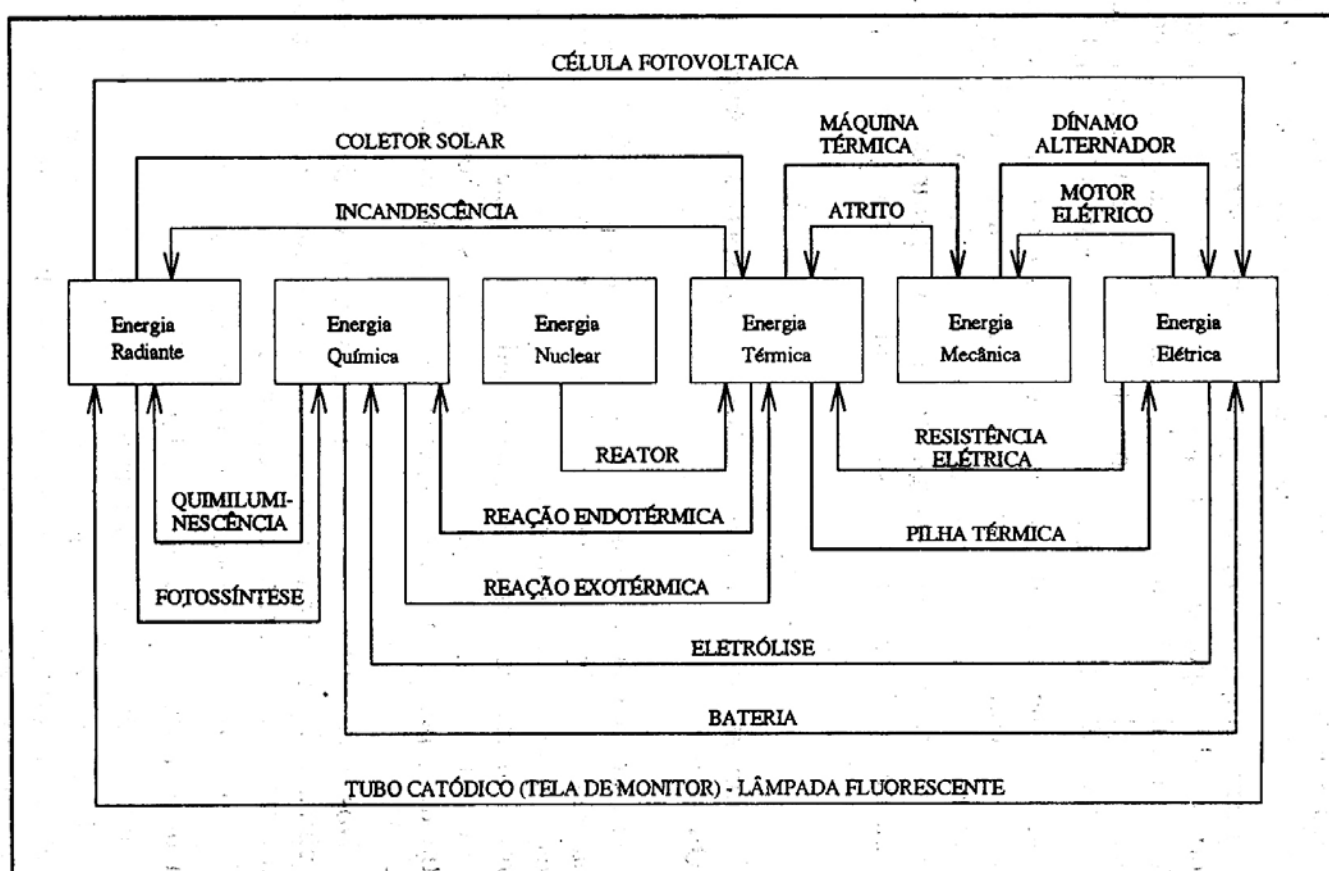 CÉLULA FOTOVOLTAICA
COLETOR SOLAR
MÁQUINA
TÉRMICA
DÍNAMO
ALTERNADOR
INCANDESCÊNCIA
ATRITO
MOTOR
ELÉTRICO
Energia
Radiante
Energia
Química
Energia
Nuclear
Energia
Térmica
Energia
Mecânica
Energia
Elétrica
REATOR
RESISTÊNCIA
ELÉTRICA
QUIMILUMI-
NESCÊNCIA
REAÇÃO ENDOTÉRMICA
PILHA TÉRMICA
REAÇÃO EXOTÉRMICA
FOTOSSÍNTESE
ELETRÓLISE
BATERIA
TUBO CATÓDICO (TELA DE MONITOR) - LÂMPADA FLUORESCENTE